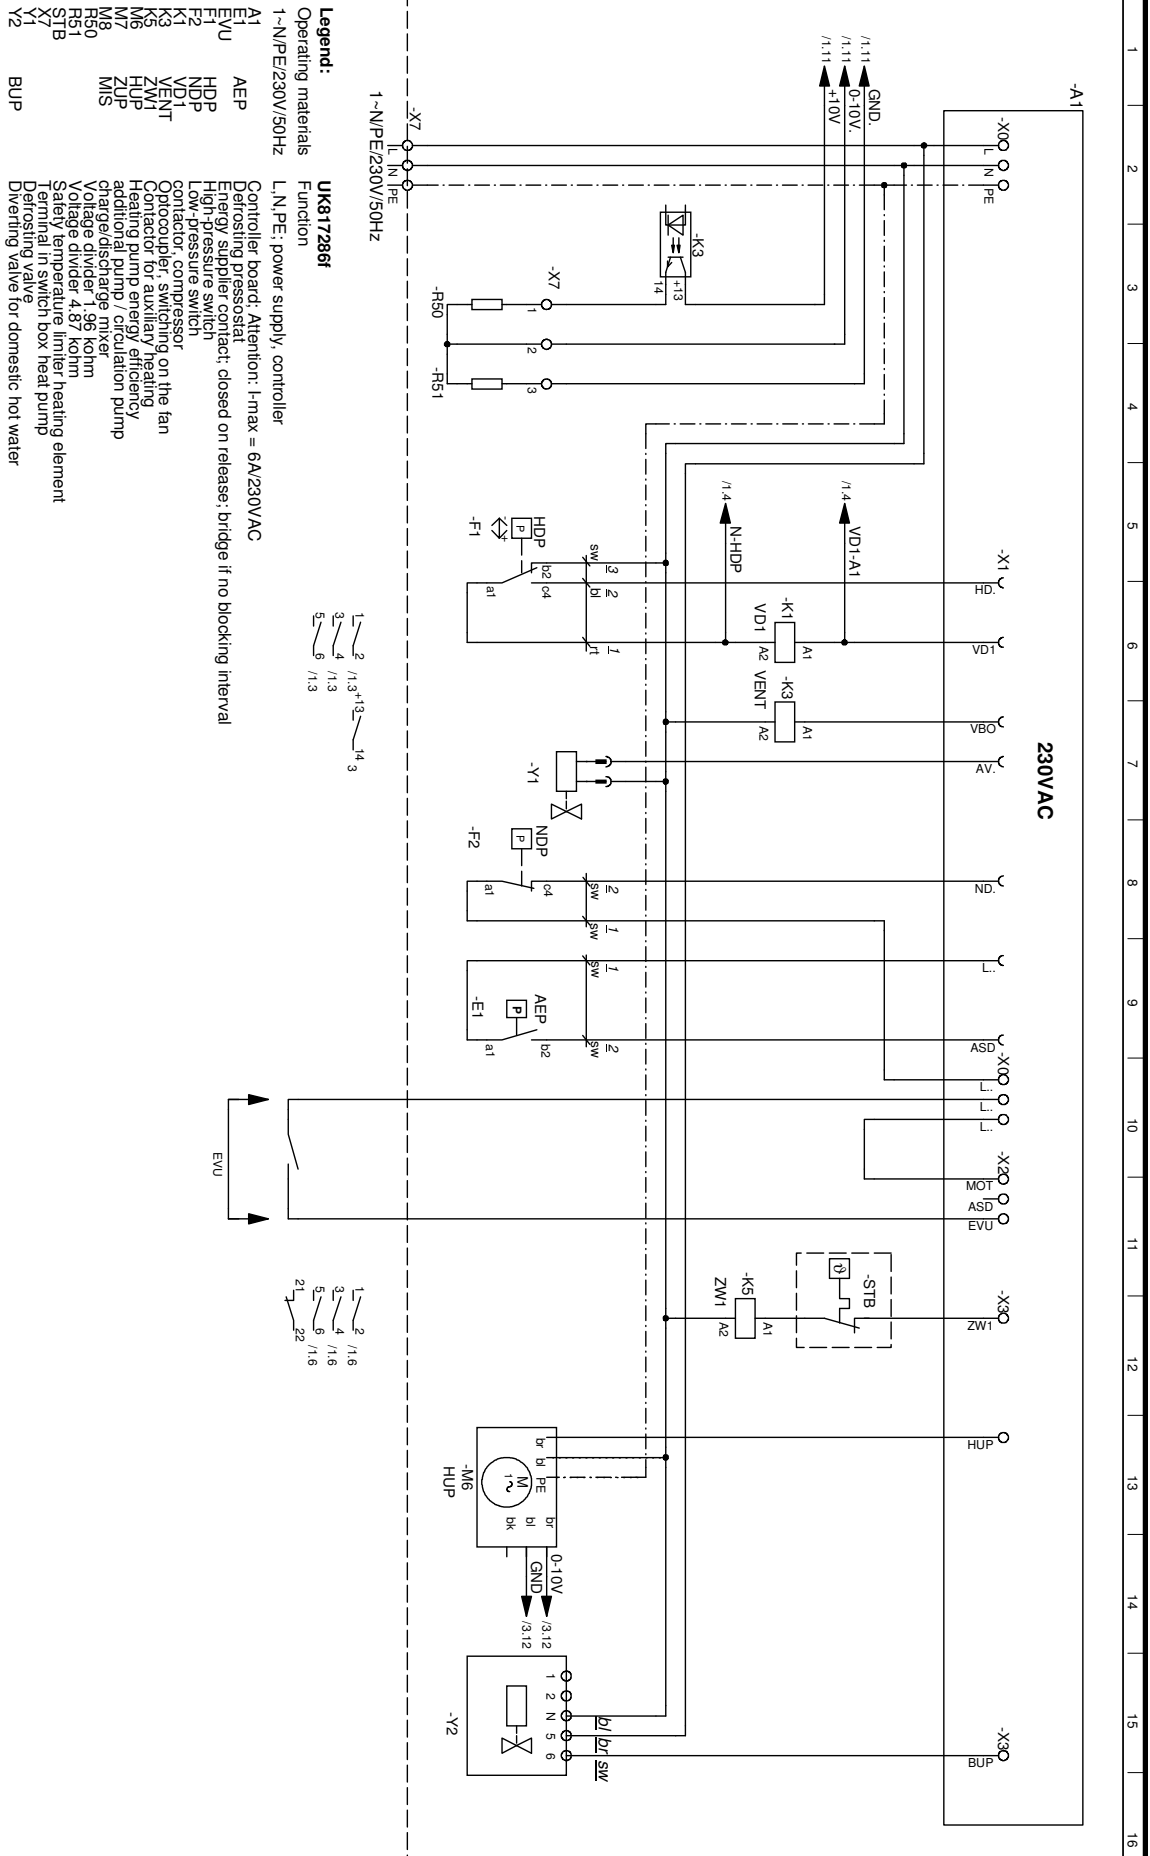 1
2
3
4
5
6
7
8
9
10
11
12
13
14
15
16
-A1
230VAC
-X0
L
N
PE
-X1
HD.
VD1
VBO
AV.
ND.
L..
ASD
-X0
L..
L..
L..
-X2
MOT
ASD
EVU
-X3
ZW1
HUP
-X3
BUP
GND.
0-10V.
+10V
/1.11
/1.11
/1.11
-K3
14
+13
VD1-A1
/1.4
N-HDP
/1.4
-K1
VD1
A1
A2
-K3
VENT
A1
A2
-STB
ϑ
-K5
ZW1
A1
A2
-X7
1
2
3
-R50
-R51
HDP
P
-F1
- +
sw 3
bl 2
rt 1
b2
c4
a1
-Y1
NDP
P
-F2
c4
a1
sw 2
sw 1
sw 1
sw 2
AEP
P
-E1
b2
a1
br
bl
PE
M
1~
-M6
HUP
br
bl
bk
0-10V
GND
/3.12
/3.12
1
2
N
5
6
bl br sw
-Y2
-X7
L
N
PE
1~N/PE/230V/50Hz
1 2 /1.3
3 4 /1.3
5 6 /1.3
+13 14 3
EVU
1 2 /1.6
3 4 /1.6
5 6 /1.6
21 22
Legend: UK817286f
Operating materials Function
1~N/PE/230V/50Hz L,N,PE; power supply, controller
A1 Controller board; Attention: I-max = 6A/230VAC
E1 AEP Defrosting pressostat
EVU Energy supplier contact; closed on release; bridge if no blocking interval
F1 HDP High-pressure switch
F2 NDP Low-pressure switch
K1 VD1 contactor, compressor
K3 VENT Optocoupler, switching on the fan
K5 ZW1 Contactor for auxiliary heating
M6 HUP Heating pump energy efficiency
M7 ZUP additional pump / circulation pump
M8 MIS charge/discharge mixer
R50 Voltage divider 1.96 kohm
R51 Voltage divider 4.87 kohm
STB Safety temperature limiter heating element
X7 Terminal in switch box heat pump
Y1 Defrosting valve
Y2 BUP Diverting valve for domestic hot water